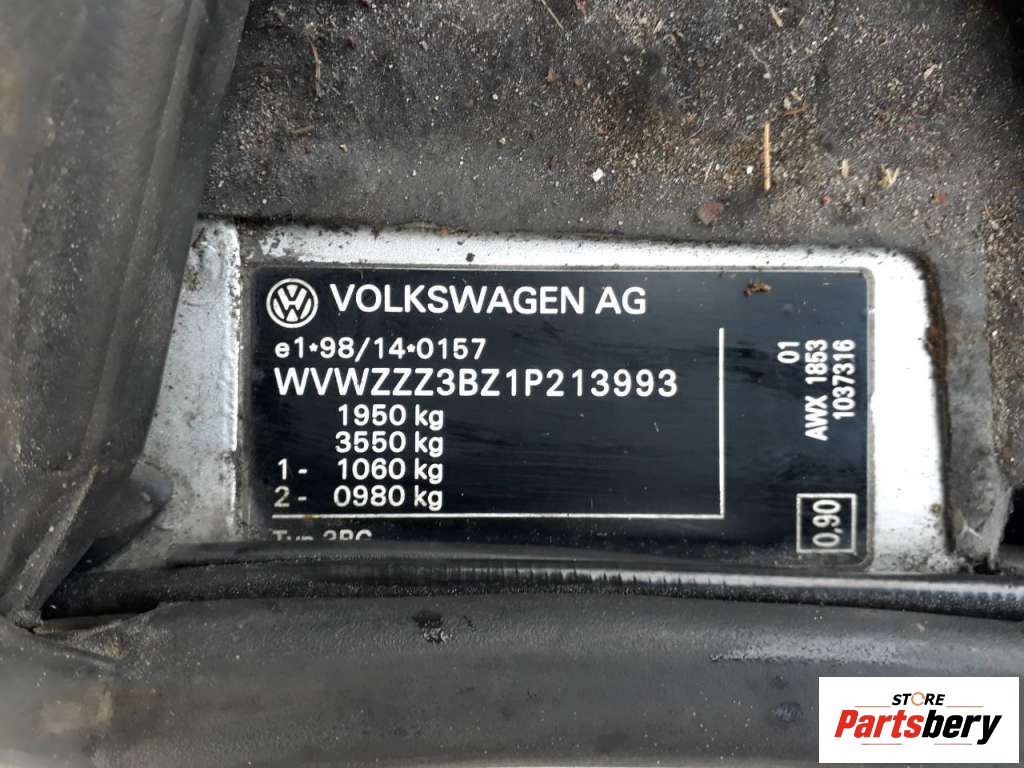 VOLKSWAGEN AG
e1*98/14*0157
WVWZZZ3BZ1P213993
1950 kg
3550 kg
1- 1060 kg
2- 0980 kg
01
AWX 1853
1037316
0,90
STORE
Partsbery